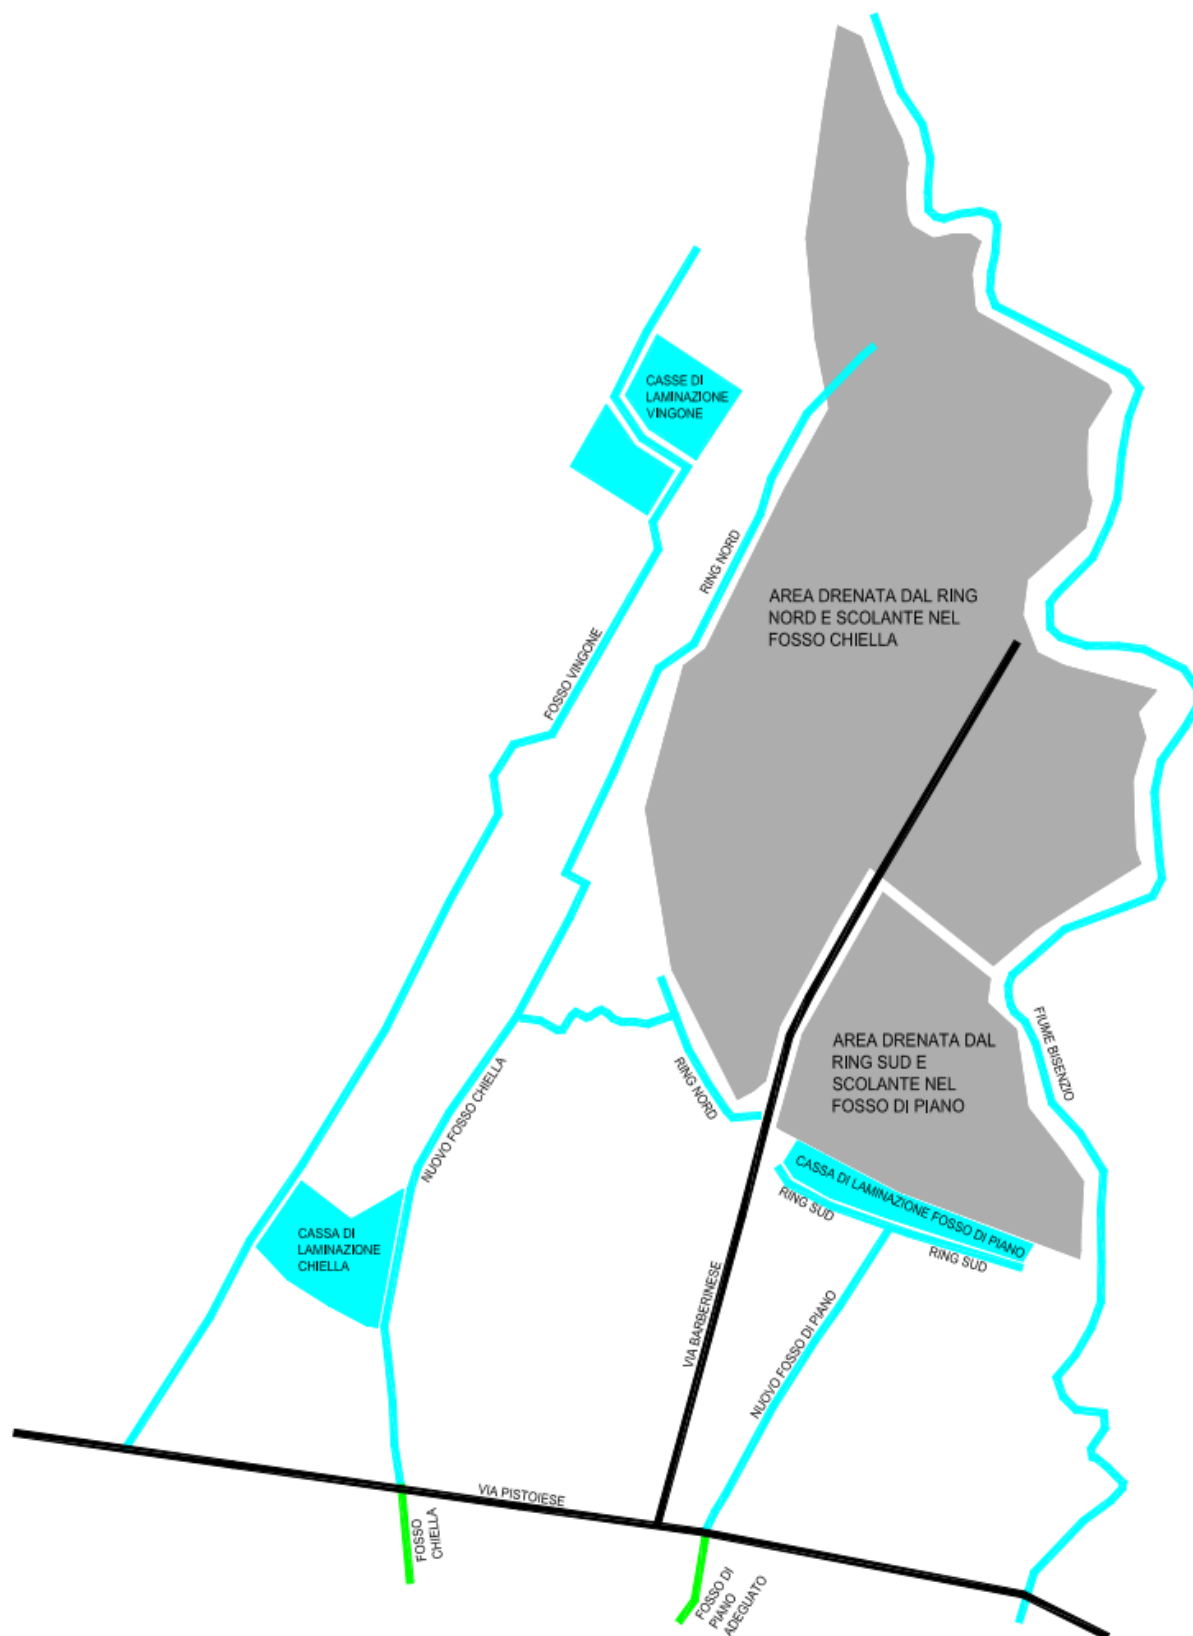 CASSE DI
LAMINAZIONE
VINGONE
RING NORD
AREA DRENATA DAL RING
NORD E SCOLANTE NEL
FOSSO CHIELLA
FOSSO VINGONE
FIUME BISENZIO
AREA DRENATA DAL
RING SUD E
SCOLANTE NEL
FOSSO DI PIANO
RING NORD
NUOVO FOSSO CHIELLA
CASSA DI LAMINAZIONE FOSSO DI PIANO
RING SUD
RING SUD
CASSA DI
LAMINAZIONE
CHIELLA
VIA BARBERINESE
NUOVO FOSSO DI PIANO
VIA PISTOIESE
FOSSO
CHIELLA
FOSSO DI
PIANO
ADEGUATO